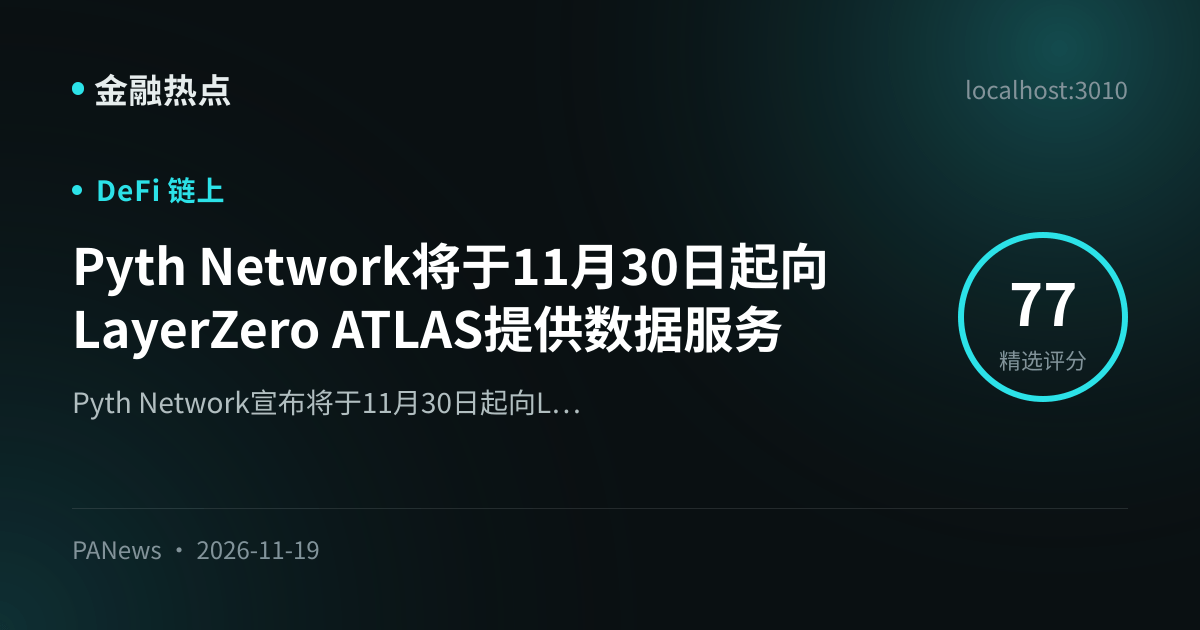 金融热点
localhost:3010
DeFi 链上
Pyth Network将于11月30日起向
LayerZero ATLAS提供数据服务
77
精选评分
Pyth Network宣布将于11月30日起向L...
PANews • 2026-11-19